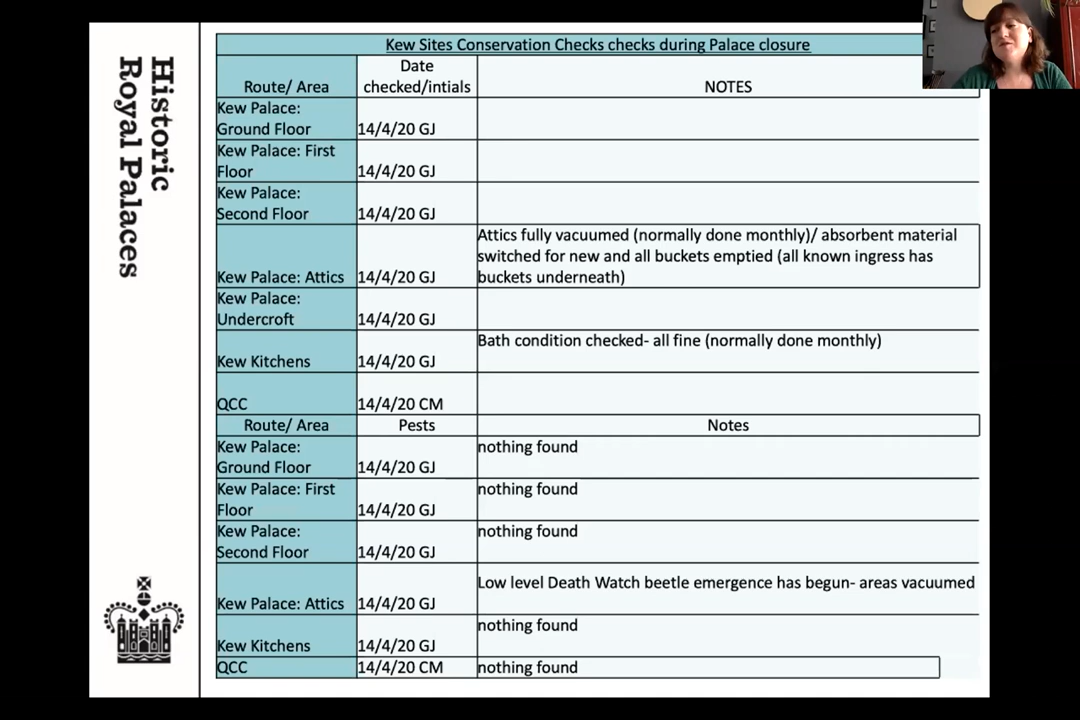 Historic
Royal Palaces
Kew Sites Conservation Checks checks during Palace closure
Route/ Area
Date
checked/intials
NOTES
Kew Palace:
Ground Floor
14/4/20 GJ
Kew Palace: First
Floor
14/4/20 GJ
Kew Palace:
Second Floor
14/4/20 GJ
Kew Palace: Attics
14/4/20 GJ
Attics fully vacuumed (normally done monthly)/ absorbent material
switched for new and all buckets emptied (all known ingress has
buckets underneath)
Kew Palace:
Undercroft
14/4/20 GJ
Kew Kitchens
14/4/20 GJ
Bath condition checked- all fine (normally done monthly)
QCC
14/4/20 CM
Route/ Area
Pests
Notes
Kew Palace:
Ground Floor
14/4/20 GJ
nothing found
Kew Palace: First
Floor
14/4/20 GJ
nothing found
Kew Palace:
Second Floor
14/4/20 GJ
nothing found
Kew Palace: Attics
14/4/20 GJ
Low level Death Watch beetle emergence has begun- areas vacuumed
Kew Kitchens
14/4/20 GJ
nothing found
QCC
14/4/20 CM
nothing found